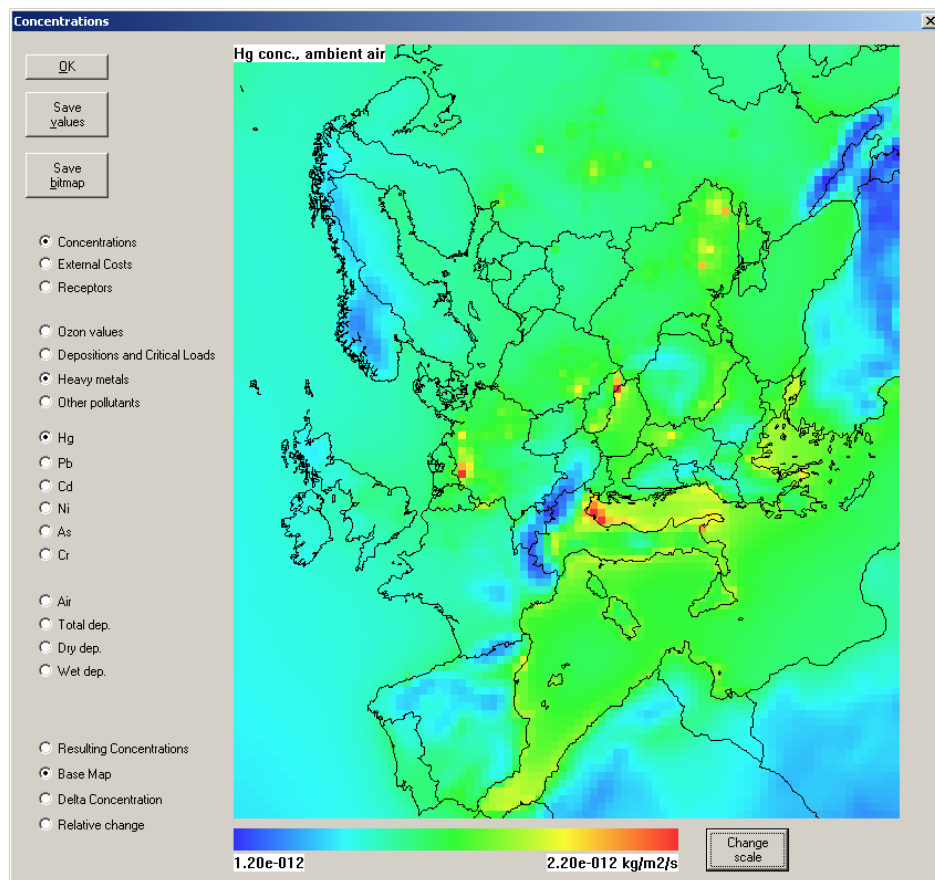 Concentrations
OK
Save
values
Save
bitmap
Concentrations
External Costs
Receptors
Ozon values
Depositions and Critical Loads
Heavy metals
Other pollutants
Hg
Pb
Cd
Ni
As
Cr
Air
Total dep.
Dry dep.
Wet dep.
Resulting Concentrations
Base Map
Delta Concentration
Relative change
Hg conc., ambient air
1.20e-012
2.20e-012 kg/m2/s
Change
scale